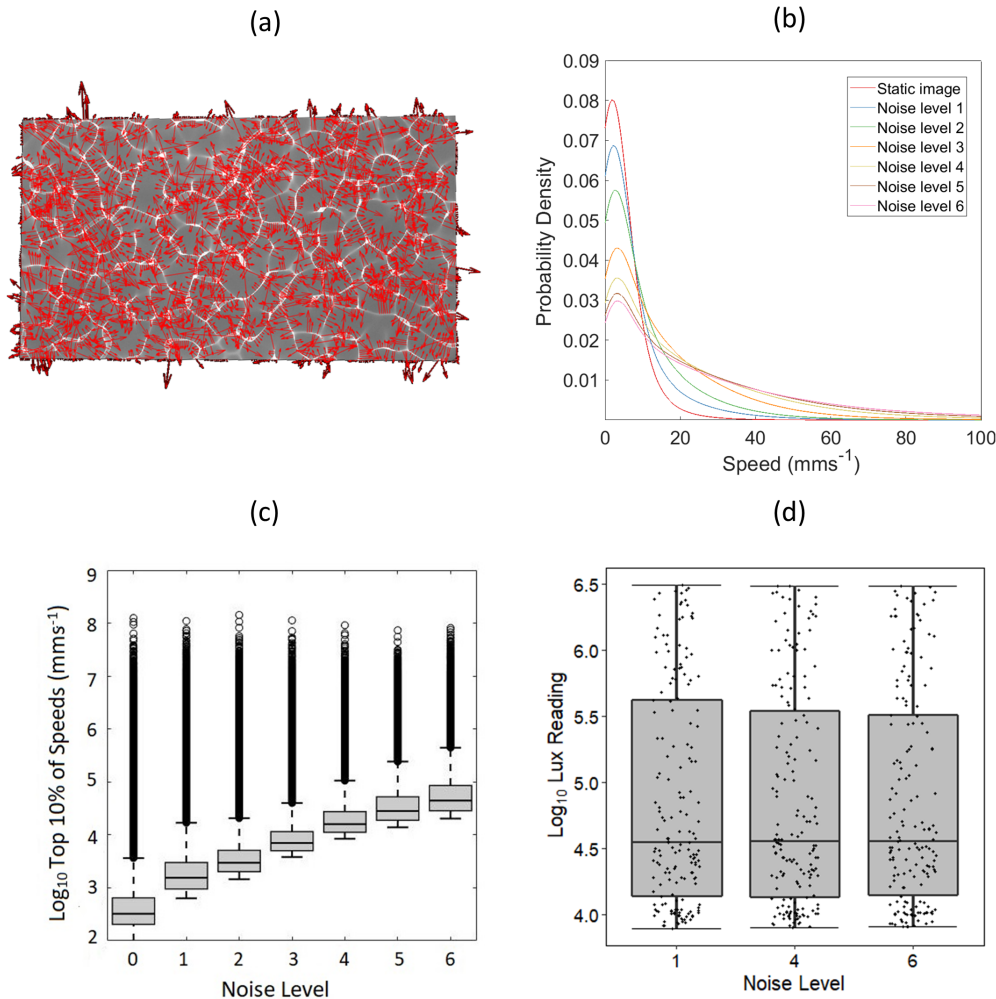 (a)
(b)
0.09
0.08
0.07
0.06
0.05
0.04
0.03
0.02
0.01
Probability Density
Static image
Noise level 1
Noise level 2
Noise level 3
Noise level 4
Noise level 5
Noise level 6
0 20 40 60 80 100
Speed (mms⁻¹)
(c)
(d)
9
8
7
6
5
4
3
2
Log₁₀ Top 10% of Speeds (mms⁻¹)
0 1 2 3 4 5 6
Noise Level
6.5
6.0
5.5
5.0
4.5
4.0
Log₁₀ Lux Reading
1 4 6
Noise Level